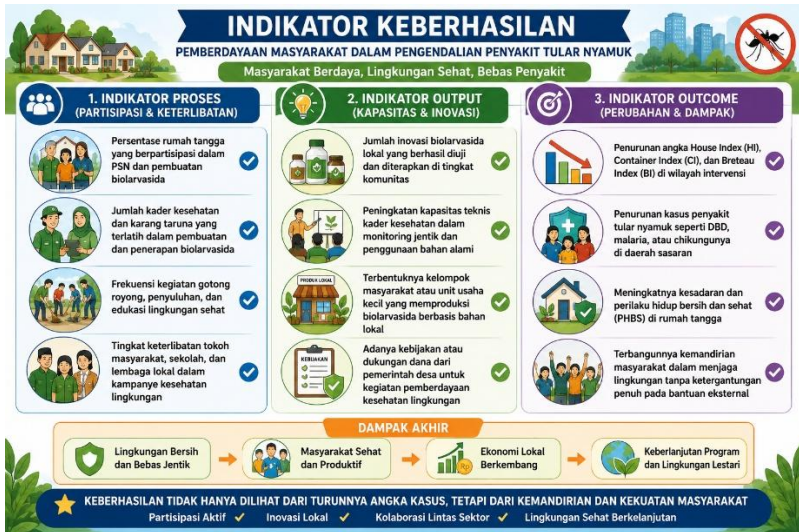 INDIKATOR KEBERHASILAN
PEMBERDAYAAN MASYARAKAT DALAM PENGENDALIAN PENYAKIT TULAR NYAMUK
Masyarakat Berdaya, Lingkungan Sehat, Bebas Penyakit
1. INDIKATOR PROSES
(PARTISIPASI & KETERLIBATAN)
Persentase rumah tangga
yang berpartisipasi dalam
PSN dan pembuatan
biolarvasida
Jumlah kader kesehatan
dan karang taruna yang
terlatih dalam pembuatan
dan penerapan biolarvasida
Frekuensi kegiatan gotong
royong, penyuluhan, dan
edukasi lingkungan sehat
Tingkat keterlibatan tokoh
masyarakat, sekolah, dan
lembaga lokal dalam
kampanye kesehatan
lingkungan
2. INDIKATOR OUTPUT
(KAPASITAS & INOVASI)
Jumlah inovasi biolarvasida
lokal yang berhasil diuji
dan diterapkan di tingkat
komunitas
Peningkatan kapasitas teknis
kader kesehatan dalam
monitoring jentik dan
penggunaan bahan alami
PRODUK LOKAL
Terbentuknya kelompok
masyarakat atau unit usaha
kecil yang memproduksi
biolarvasida berbasis bahan
lokal
KEBIJAKAN
Adanya kebijakan atau
dukungan dana dari
pemerintah desa untuk
kegiatan pemberdayaan
kesehatan lingkungan
3. INDIKATOR OUTCOME
(PERUBAHAN & DAMPAK)
Penurunan angka House Index (HI),
Container Index (CI), dan Breteau
Index (BI) di wilayah intervensi
Penurunan kasus penyakit
tular nyamuk seperti DBD,
malaria, atau chikungunya
di daerah sasaran
Meningkatnya kesadaran dan
perilaku hidup bersih dan sehat
(PHBS) di rumah tangga
Terbangunnya kemandirian
masyarakat dalam menjaga
lingkungan tanpa ketergantungan
penuh pada bantuan eksternal
DAMPAK AKHIR
Lingkungan Bersih
dan Bebas Jentik
Masyarakat Sehat
dan Produktif
Rp
Ekonomi Lokal
Berkembang
Keberlanjutan Program
dan Lingkungan Lestari
KEBERHASILAN TIDAK HANYA DILIHAT DARI TURUNNYA ANGKA KASUS, TETAPI DARI KEMANDIRIAN DAN KEKUATAN MASYARAKAT
Partisipasi Aktif ✓ Inovasi Lokal ✓ Kolaborasi Lintas Sektor ✓ Lingkungan Sehat Berkelanjutan